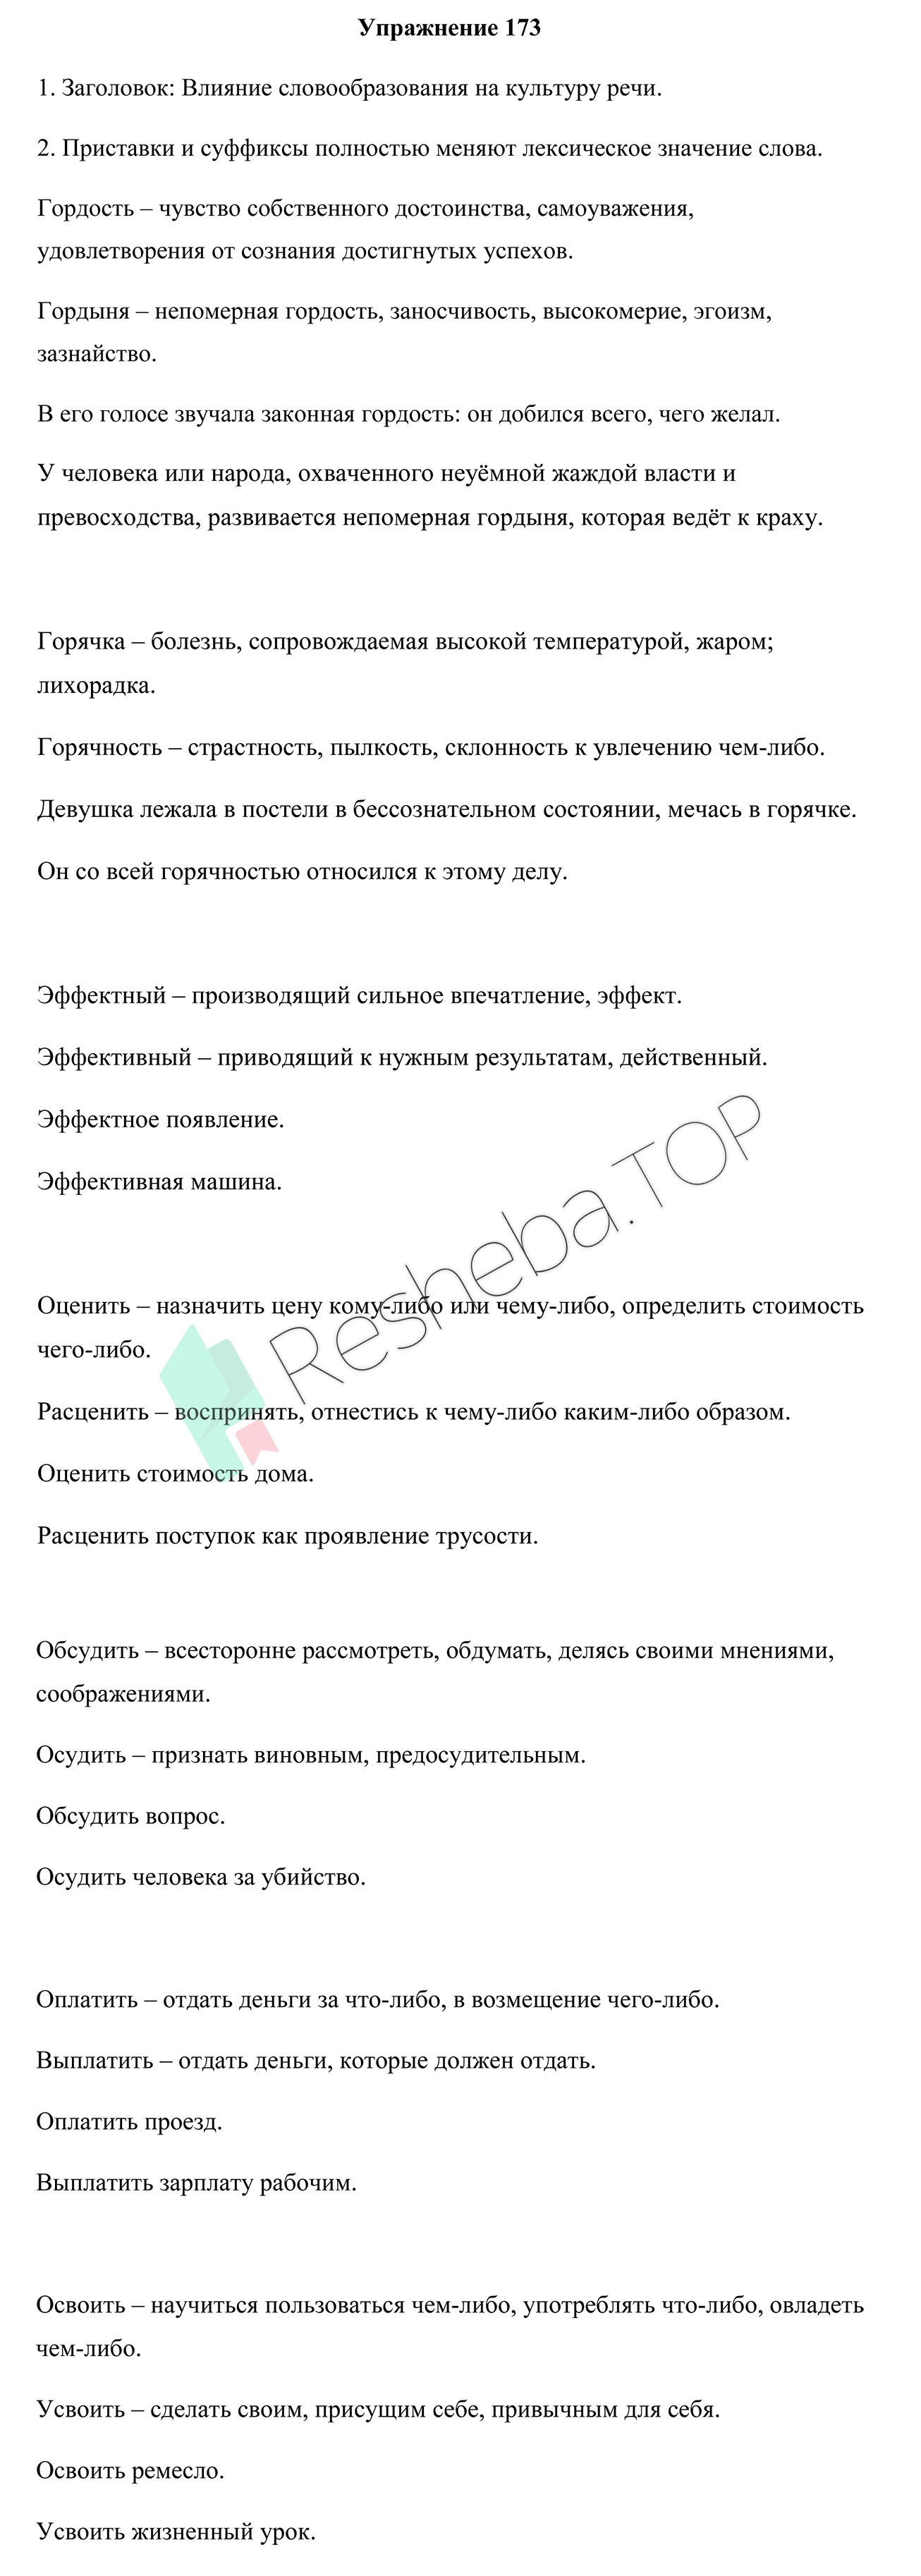 Упражнение 173
1. Заголовок: Влияние словообразования на культуру речи.
2. Приставки и суффиксы полностью меняют лексическое значение слова.
Гордость – чувство собственного достоинства, самоуважения,
удовлетворения от сознания достигнутых успехов.
Гордыня – непомерная гордость, заносчивость, высокомерие, эгоизм,
зазнайство.
В его голосе звучала законная гордость: он добился всего, чего желал.
У человека или народа, охваченного неуёмной жаждой власти и
превосходства, развивается непомерная гордыня, которая ведёт к краху.
Горячка – болезнь, сопровождаемая высокой температурой, жаром;
лихорадка.
Горячность – страстность, пылкость, склонность к увлечению чем-либо.
Девушка лежала в постели в бессознательном состоянии, мечась в горячке.
Он со всей горячностью относился к этому делу.
Эффектный – производящий сильное впечатление, эффект.
Эффективный – приводящий к нужным результатам, действенный.
Эффектное появление.
Эффективная машина.
Resheba.TOP
Оценить – назначить цену кому-либо или чему-либо, определить стоимость
чего-либо.
Расценить – воспринять, отнестись к чему-либо каким-либо образом.
Оценить стоимость дома.
Расценить поступок как проявление трусости.
Обсудить – всесторонне рассмотреть, обдумать, делясь своими мнениями,
соображениями.
Осудить – признать виновным, предосудительным.
Обсудить вопрос.
Осудить человека за убийство.
Оплатить – отдать деньги за что-либо, в возмещение чего-либо.
Выплатить – отдать деньги, которые должен отдать.
Оплатить проезд.
Выплатить зарплату рабочим.
Освоить – научиться пользоваться чем-либо, употреблять что-либо, овладеть
чем-либо.
Усвоить – сделать своим, присущим себе, привычным для себя.
Освоить ремесло.
Усвоить жизненный урок.